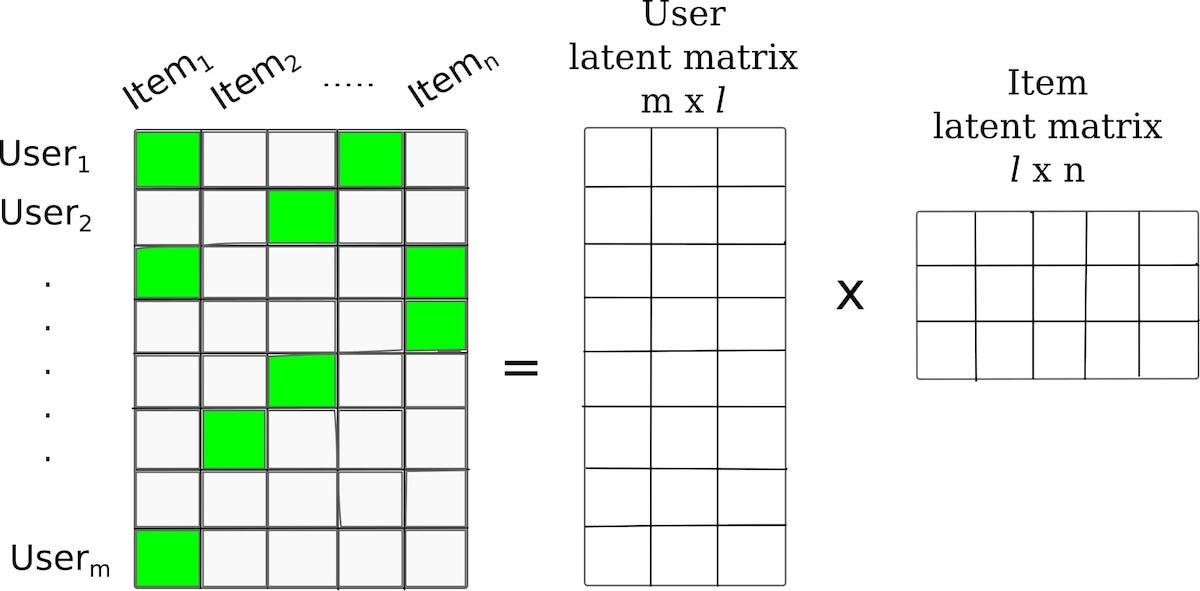 User
latent matrix
m x l
Item
latent matrix
l x n
Item₁ Item₂ ..... Itemₙ
User₁
User₂
.
.
.
.
.
Userₘ
=
x